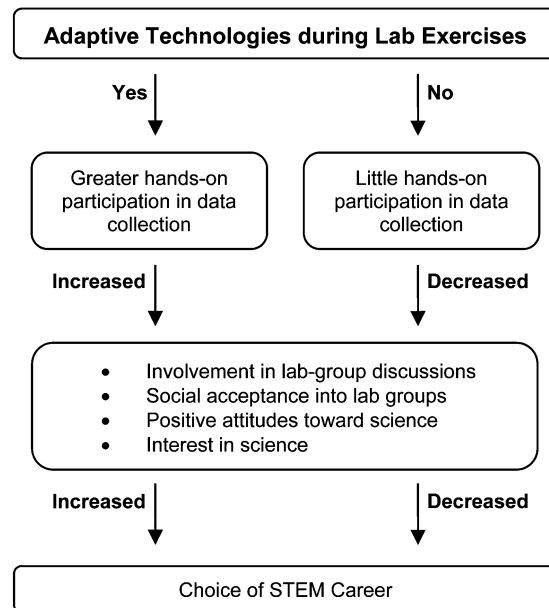 Adaptive Technologies during Lab Exercises
Yes
No
Greater hands-on
participation in data
collection
Little hands-on
participation in data
collection
Increased
Decreased
• Involvement in lab-group discussions
• Social acceptance into lab groups
• Positive attitudes toward science
• Interest in science
Increased
Decreased
Choice of STEM Career